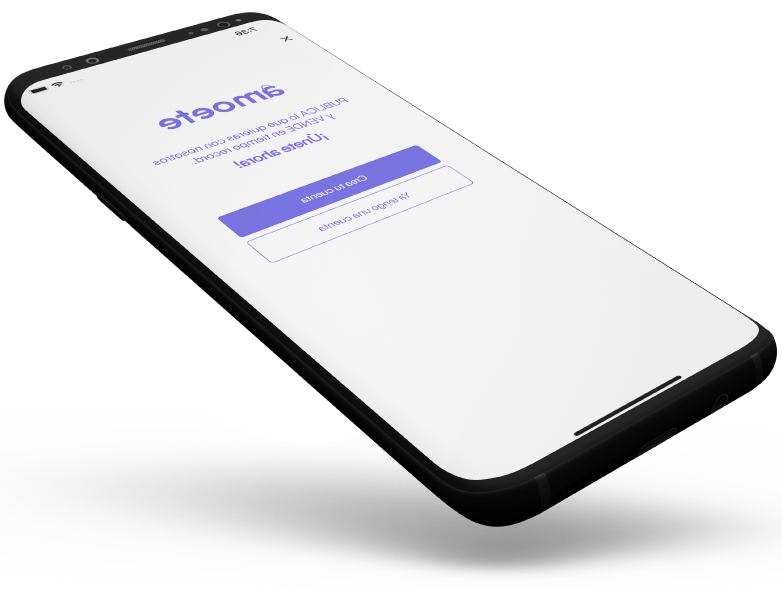 7:36
âmoete
PUBLICA lo que quieras con nosotros
y VENDE en tiempo record.
¡Únete ahora!
Crea tu cuenta
Ya tengo una cuenta